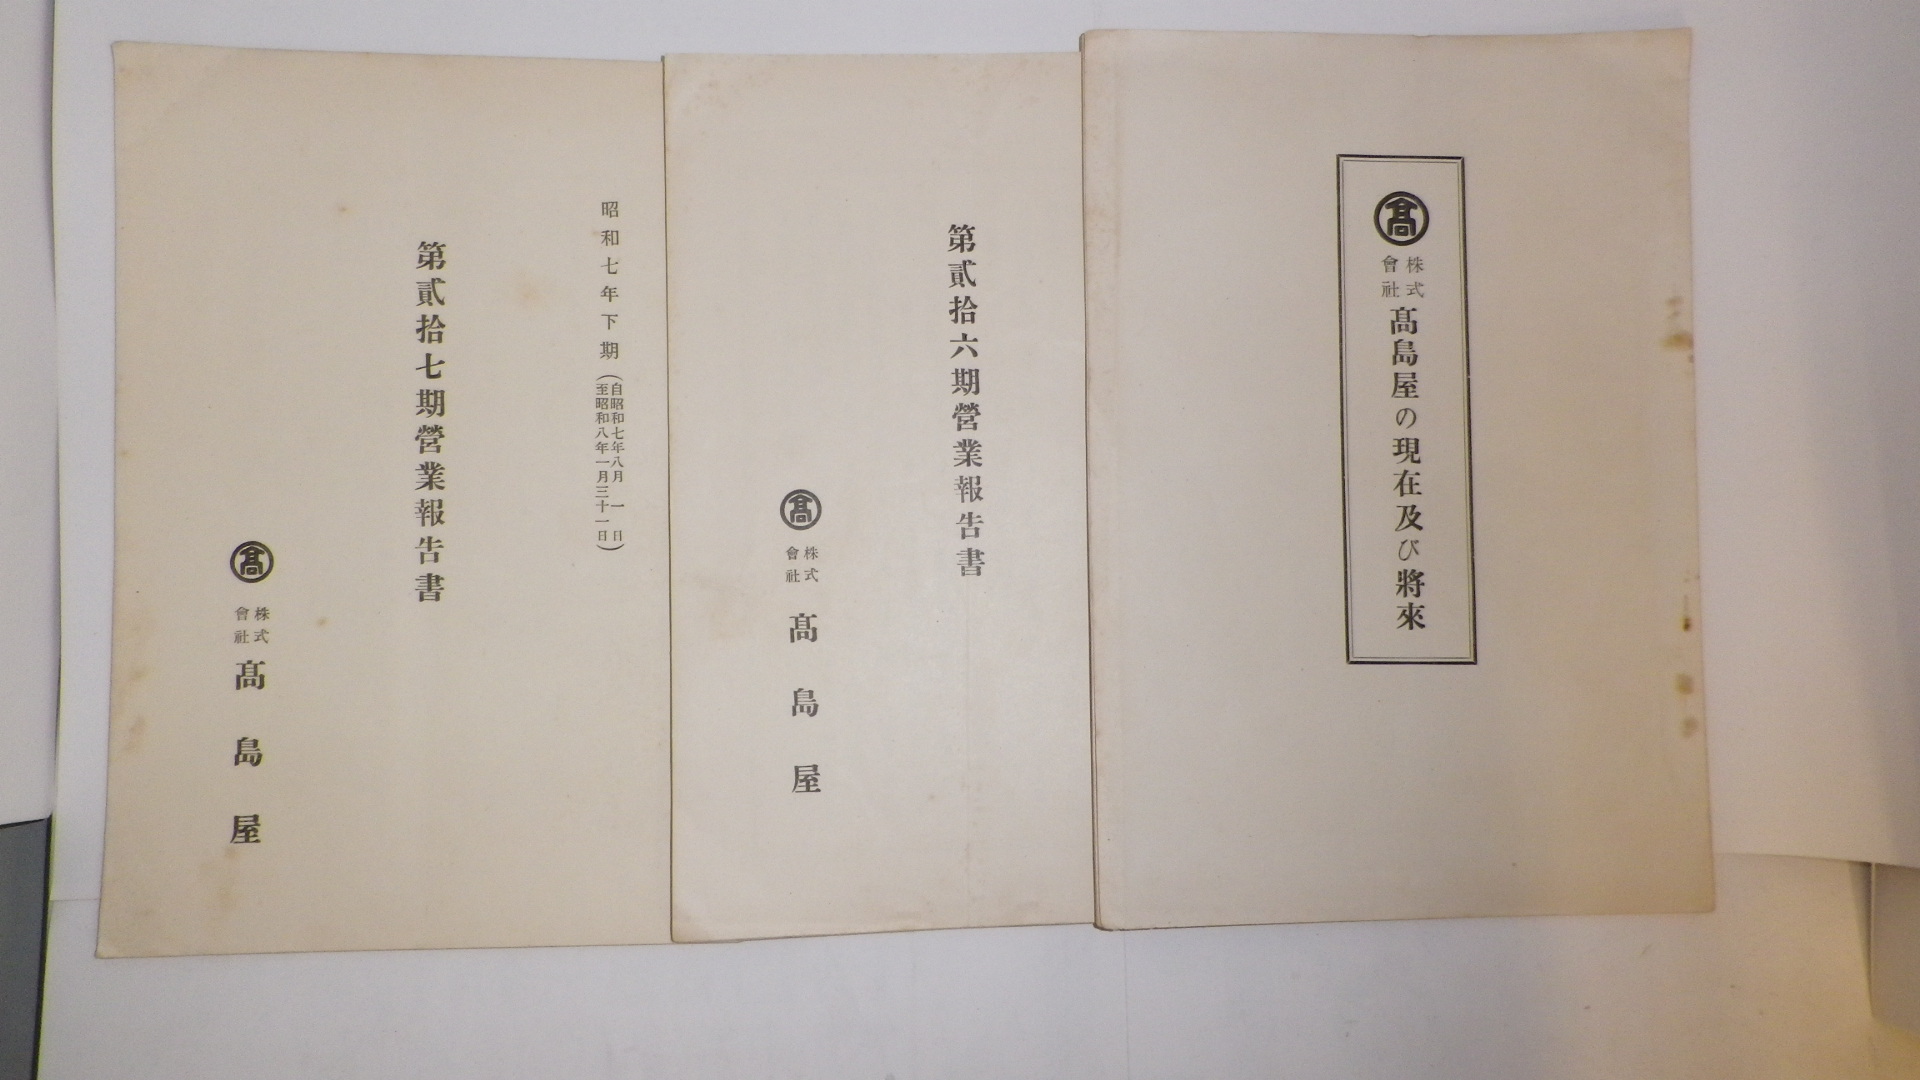 髙
株式
會社
髙島屋の現在及び將來
第貳拾六期營業報告書
髙
株式
會社
髙島屋
昭和七年下期
(自昭和七年八月一日
至昭和八年一月三十一日)
第貳拾七期營業報告書
髙
株式
會社
髙島屋